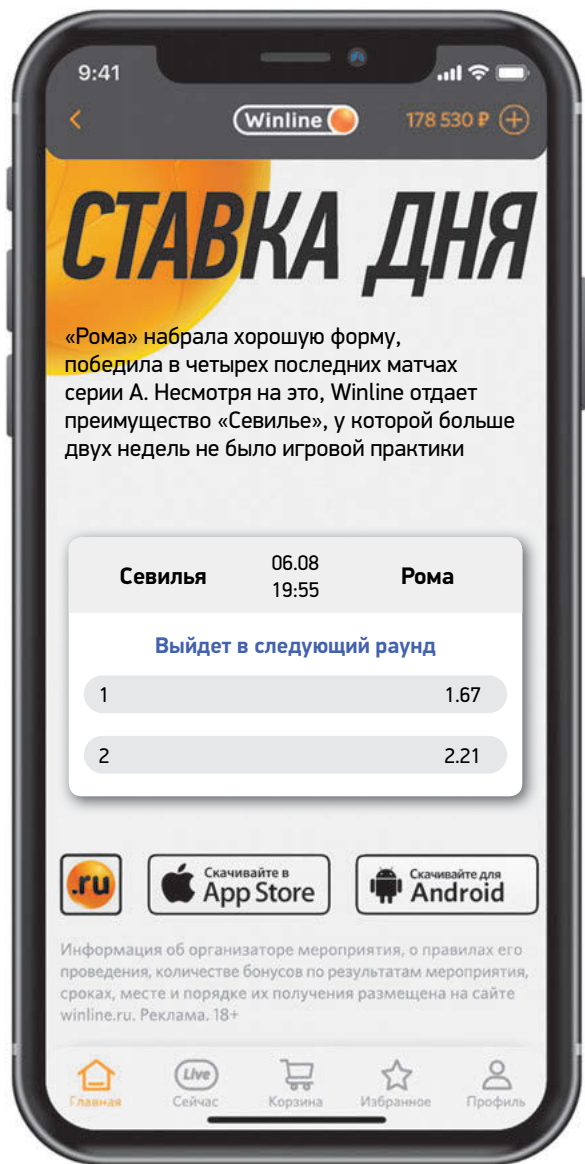 9:41
Winline
178 530 ₽
СТАВКА ДНЯ
«Рома» набрала хорошую форму,
победила в четырех последних матчах
серии А. Несмотря на это, Winline отдает
преимущество «Севилье», у которой больше
двух недель не было игровой практики
Севилья 06.08 Рома
19:55
Выйдет в следующий раунд
1 1.67
2 2.21
.ru
Скачивайте в
App Store
Скачивайте для
Android
Информация об организаторе мероприятия, о правилах его
проведения, количестве бонусов по результатам мероприятия,
сроках, месте и порядке их получения размещена на сайте
winline.ru. Реклама. 18+
Live
Главная Сейчас Корзина Избранное Профиль